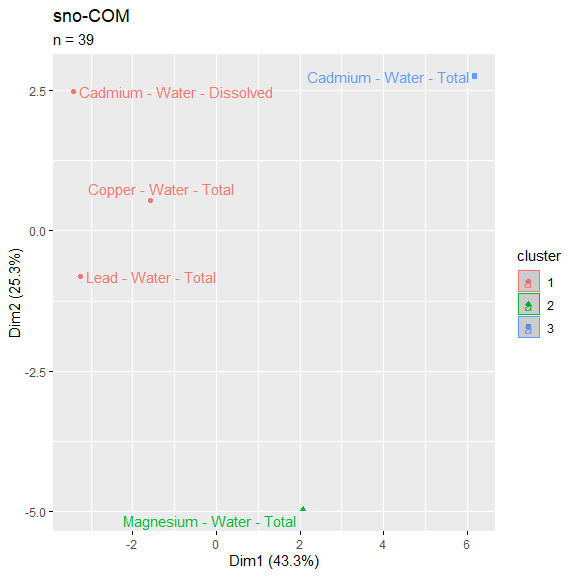 sno-COM
n = 39
Cadmium - Water - Total
2.5
Cadmium - Water - Dissolved
Copper - Water - Total
0.0
Lead - Water - Total
cluster
1
2
3
Dim2 (25.3%)
-2.5
-5.0
Magnesium - Water - Total
-2
0
2
4
6
Dim1 (43.3%)